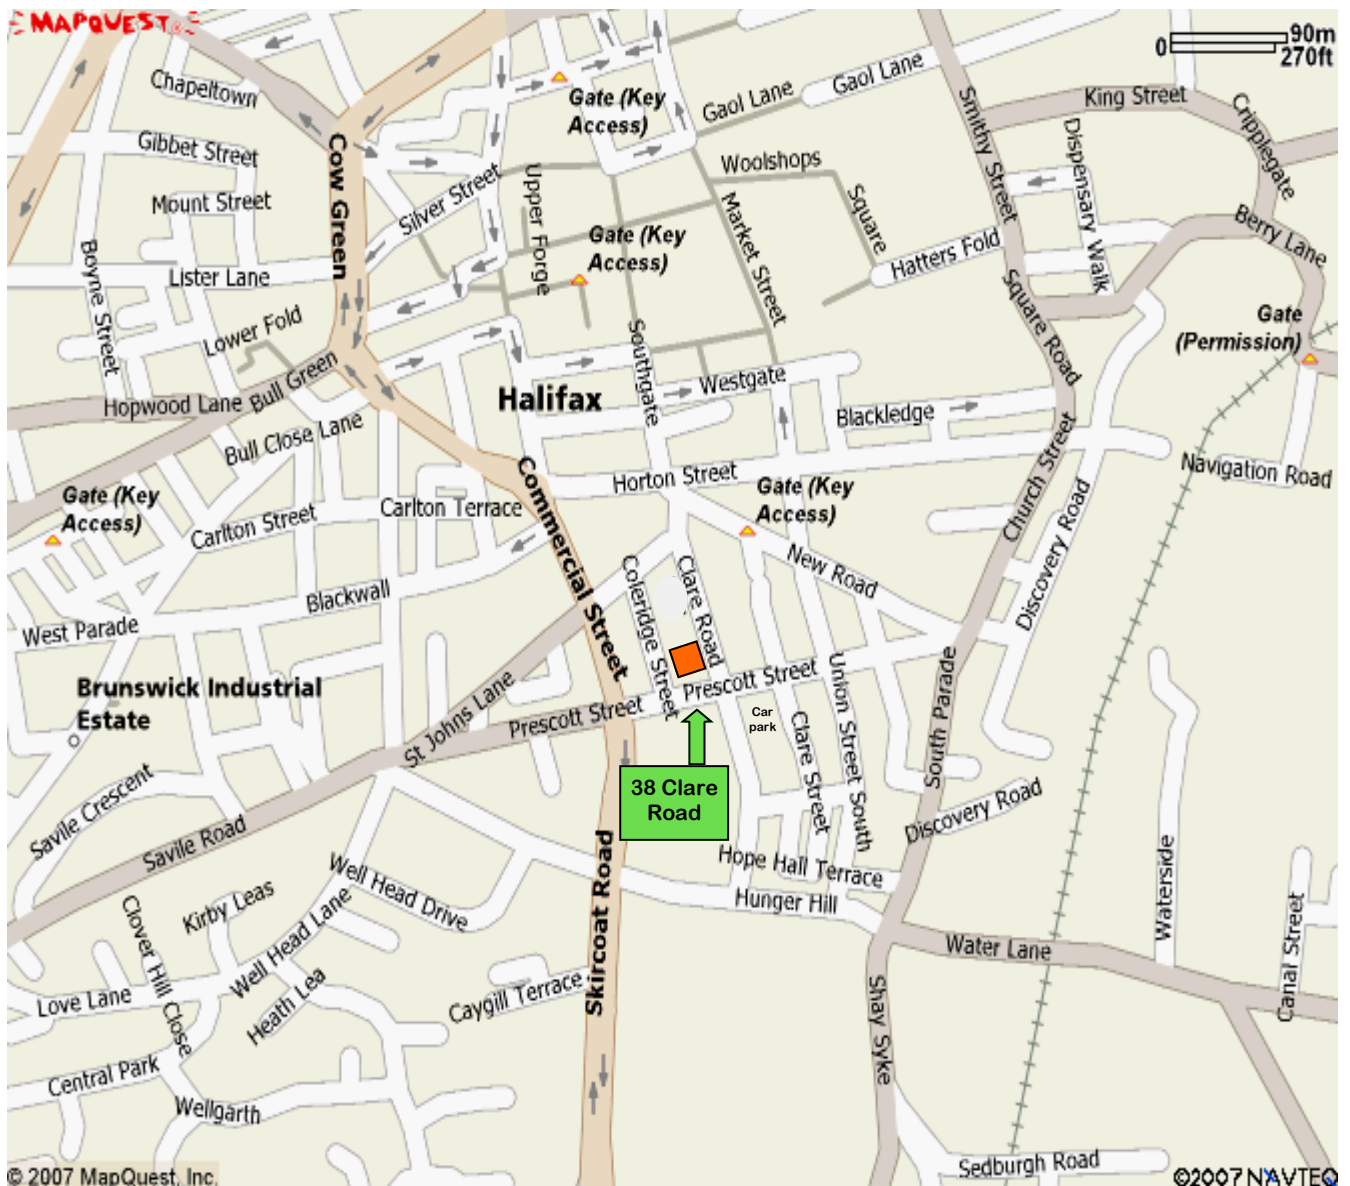 MAPQUEST
0
90m
270ft
Chapeltown
Gibbet Street
Mount Street
Lister Lane
Boyne Street
Lower Fold
Cow Green
Silver Street
Upper Forge
Gate (Key
Access)
Gaol Lane
Gaol Lane
Woolshops
Square
Market Street
Gate (Key
Access)
Hatters Fold
Smithy Street
King Street
Cripplegate
Dispensary Walk
Berry Lane
Square Road
Gate
(Permission)
Hopwood Lane
Bull Green
Bull Close Lane
Halifax
Southgate
Westgate
Blackledge
Horton Street
Church Street
Navigation Road
Gate (Key
Access)
Carlton Street
Carlton Terrace
Commercial Street
Gate (Key
Access)
New Road
Discovery Road
Blackwall
West Parade
Coleridge Street
Clare Road
Brunswick Industrial
Estate
St Johns Lane
Prescott Street
Prescott Street
Car
park
Clare Street
Union Street South
South Parade
38 Clare
Road
Discovery Road
Savile Crescent
Savile Road
Skircoat Road
Hope Hall Terrace
Hunger Hill
Waterside
Well Head Drive
Kirby Leas
Well Head Lane
Clover Hill Close
Heath Lea
Love Lane
Caygill Terrace
Water Lane
Canal Street
Shay Syke
Central Park
Wellgarth
Sedburgh Road
© 2007 MapQuest, Inc.
©2007 NAVTEQ